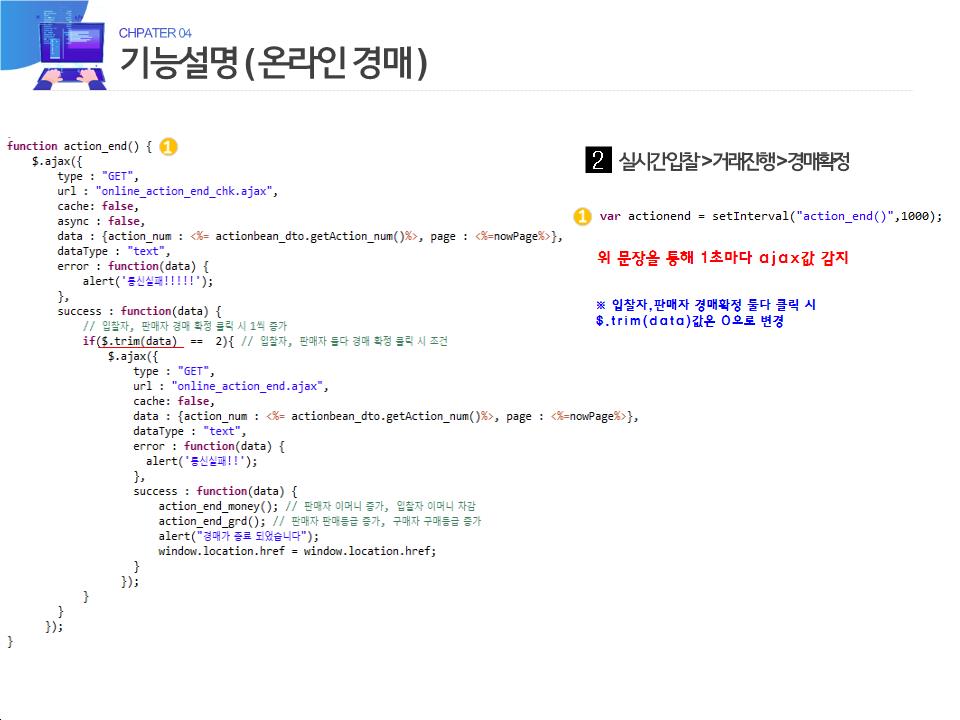 CHPATER 04
기능설명 ( 온라인 경매 )
function action_end() { 1
$.ajax({
type : "GET",
url : "online_action_end_chk.ajax",
cache: false,
async : false,
data : {action_num : <%= actionbean_dto.getAction_num()%>, page : <%=nowPage%>},
dataType : "text",
error : function(data) {
alert('통신실패!!!!!');
},
success : function(data) {
// 입찰자, 판매자 경매 확정 클릭 시 1씩 증가
if($.trim(data) == 2){ // 입찰자, 판매자 둘다 경매 확정 클릭 시 조건
$.ajax({
type : "GET",
url : "online_action_end.ajax",
cache: false,
data : {action_num : <%= actionbean_dto.getAction_num()%>, page : <%=nowPage%>},
dataType : "text",
error : function(data) {
alert('통신실패!!');
},
success : function(data) {
action_end_money(); // 판매자 이머니 증가, 입찰자 이머니 차감
action_end_grd(); // 판매자 판매등급 증가, 구매자 구매등급 증가
alert("경매가 종료 되었습니다");
window.location.href = window.location.href;
}
});
}
}
});
}
2 실시간입찰>거래진행>경매확정
1 var actionend = setInterval("action_end()",1000);
위 문장을 통해 1초마다 ajax값 감지
※ 입찰자,판매자 경매확정 둘다 클릭 시
$.trim(data)값은 0으로 변경